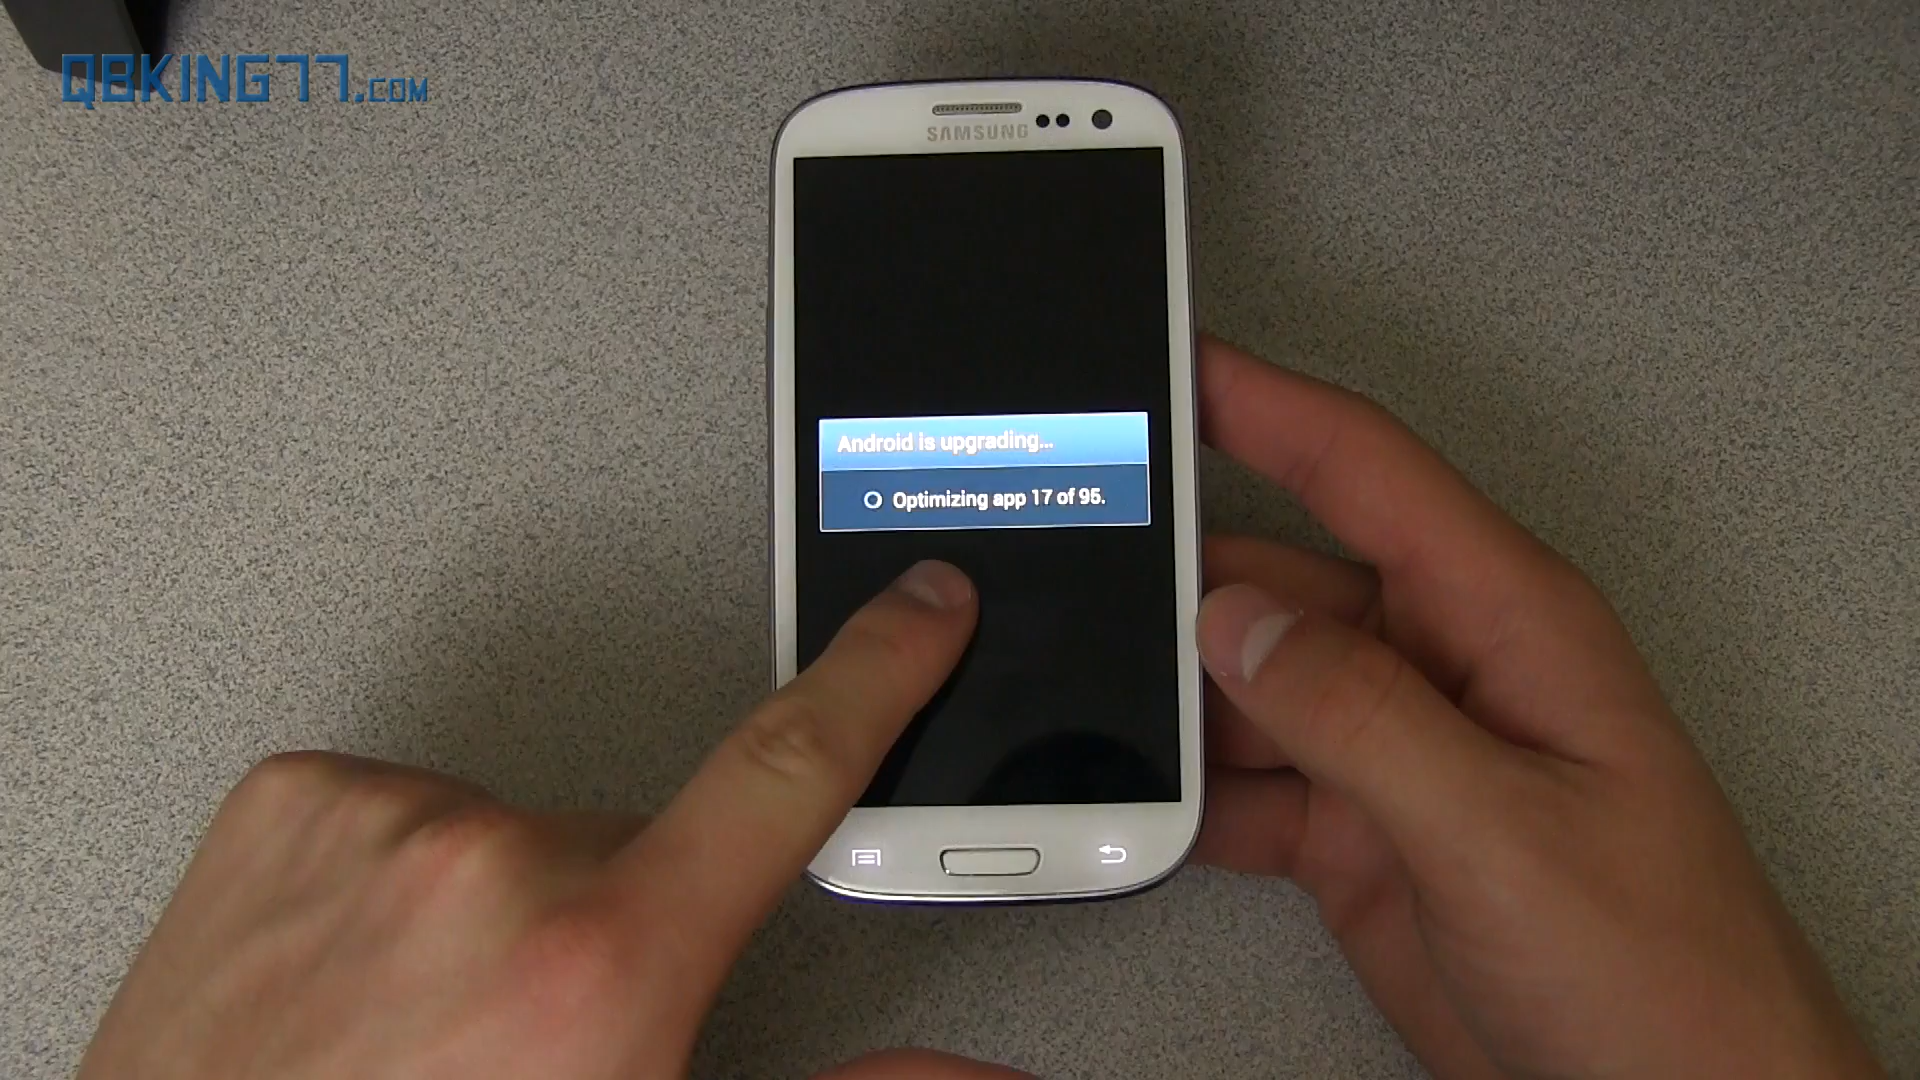 QBKING77.COM
SAMSUNG
Android is upgrading...
Optimizing app 17 of 95.